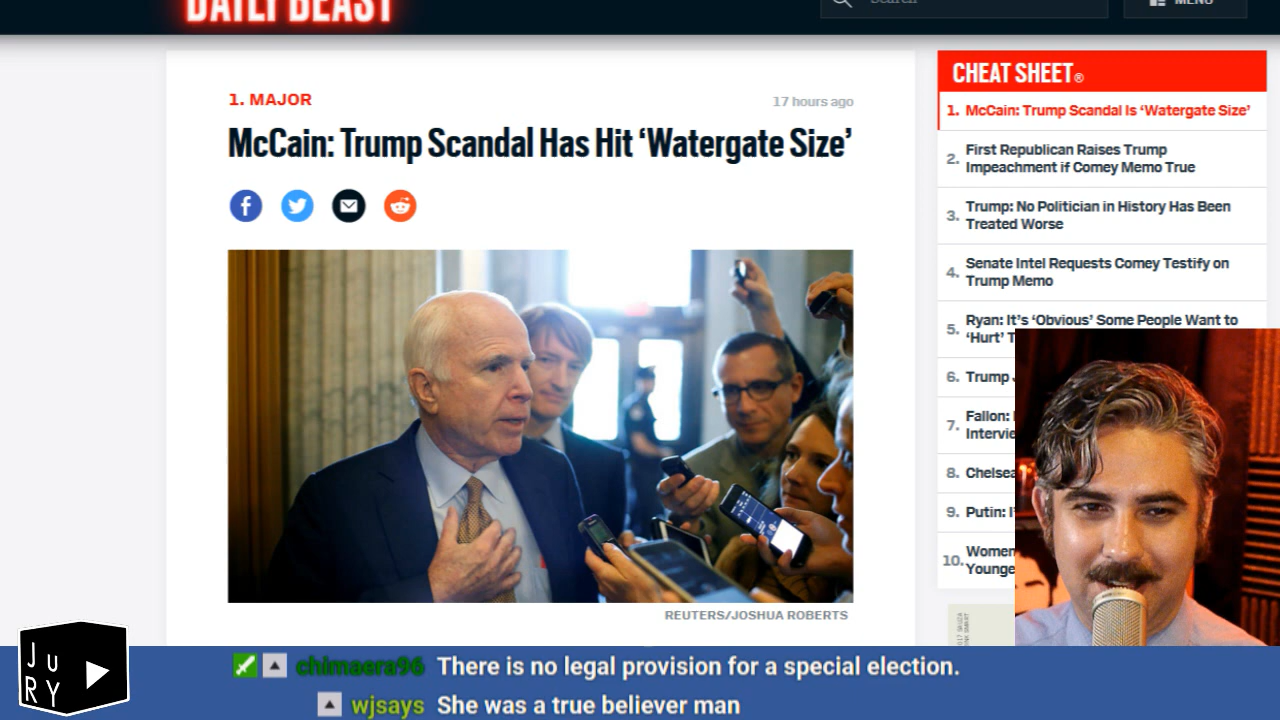 DAILY BEAST
Search
MENU
1. MAJOR
17 hours ago
McCain: Trump Scandal Has Hit ‘Watergate Size’
REUTERS/JOSHUA ROBERTS
CHEAT SHEET®
1. McCain: Trump Scandal Is ‘Watergate Size’
2. First Republican Raises Trump
Impeachment if Comey Memo True
3. Trump: No Politician in History Has Been
Treated Worse
4. Senate Intel Requests Comey Testify on
Trump Memo
5. Ryan: It’s ‘Obvious’ Some People Want to
‘Hurt’
6. Trump
7. Fallon:
8.
9. Putin:
10. Women
JURY
chimaera96 There is no legal provision for a special election.
wjsays She was a true believer man